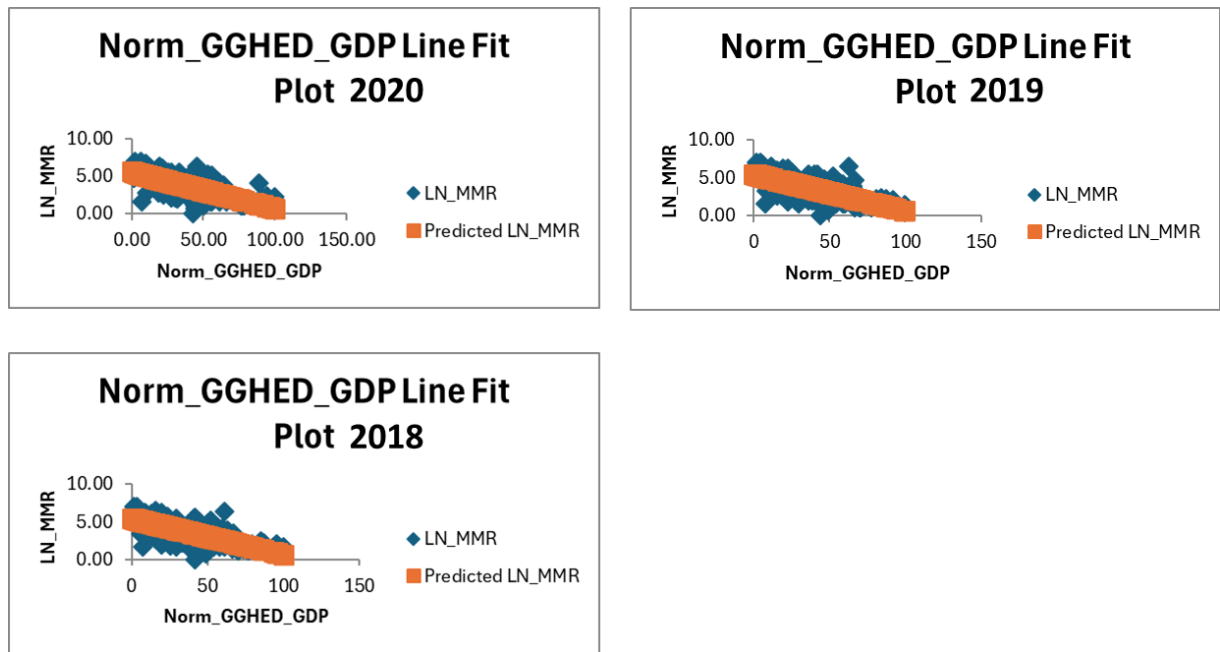 Norm_GGHED_GDP Line Fit
Plot 2020
10.00
5.00
0.00
LN_MMR
0.00 50.00 100.00 150.00
Norm_GGHED_GDP
LN_MMR
Predicted LN_MMR
Norm_GGHED_GDP Line Fit
Plot 2019
10.00
5.00
0.00
LN_MMR
0 50 100 150
Norm_GGHED_GDP
LN_MMR
Predicted LN_MMR
Norm_GGHED_GDP Line Fit
Plot 2018
10.00
5.00
0.00
LN_MMR
0 50 100 150
Norm_GGHED_GDP
LN_MMR
Predicted LN_MMR